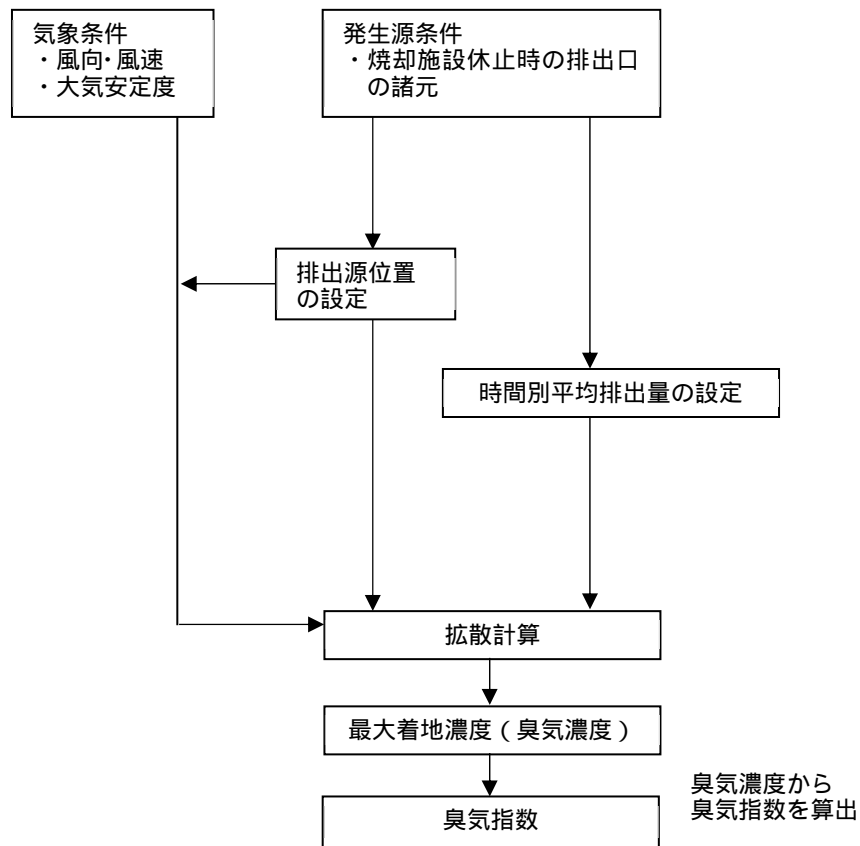 気象条件
・風向・風速
・大気安定度
発生源条件
・焼却施設休止時の排出口
の諸元
排出源位置
の設定
時間別平均排出量の設定
拡散計算
最大着地濃度（臭気濃度）
臭気指数
臭気濃度から
臭気指数を算出